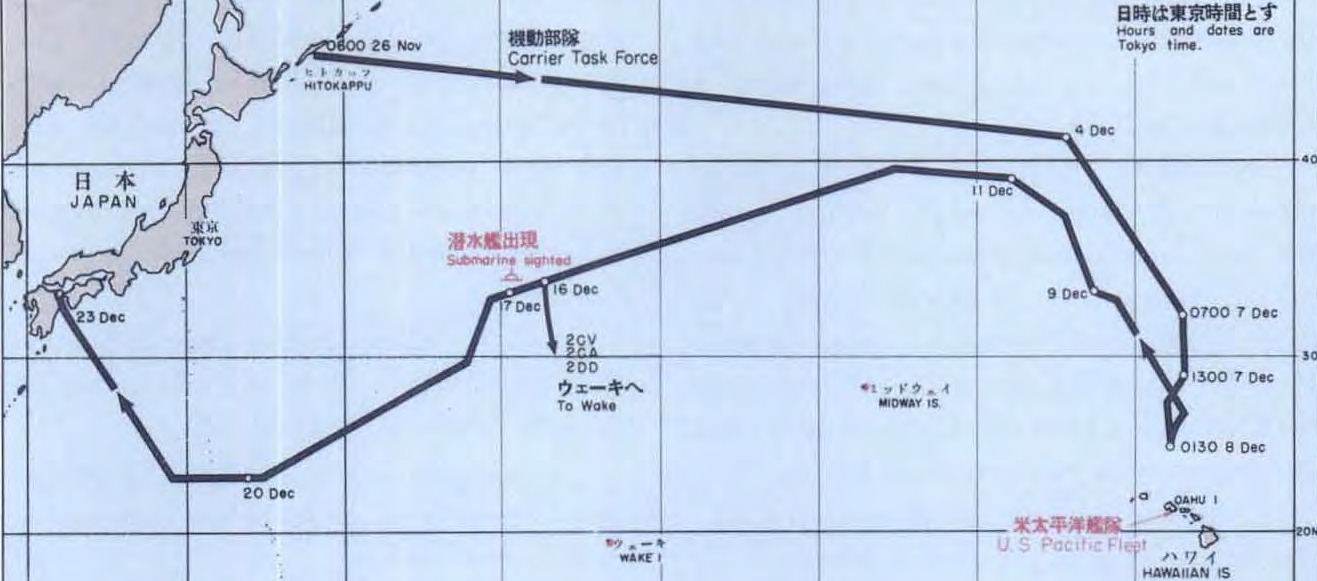 日時は東京時間とす
Hours and dates are
Tokyo time.
0600 26 Nov
機動部隊
Carrier Task Force
ヒトカップ
HITOKAPPU
4 Dec
40
日本
JAPAN
11 Dec
東京
TOKYO
潜水艦出現
Submarine sighted
16 Dec
17 Dec
9 Dec
23 Dec
0700 7 Dec
2CV
2CA
2DD
30
1300 7 Dec
ウェーキへ
To Wake
ミッドウェイ
MIDWAY IS.
0130 8 Dec
20 Dec
OAHU I
米太平洋艦隊
U.S Pacific Fleet
20N
ウェーキ
WAKE I
ハワイ
HAWAIIAN IS